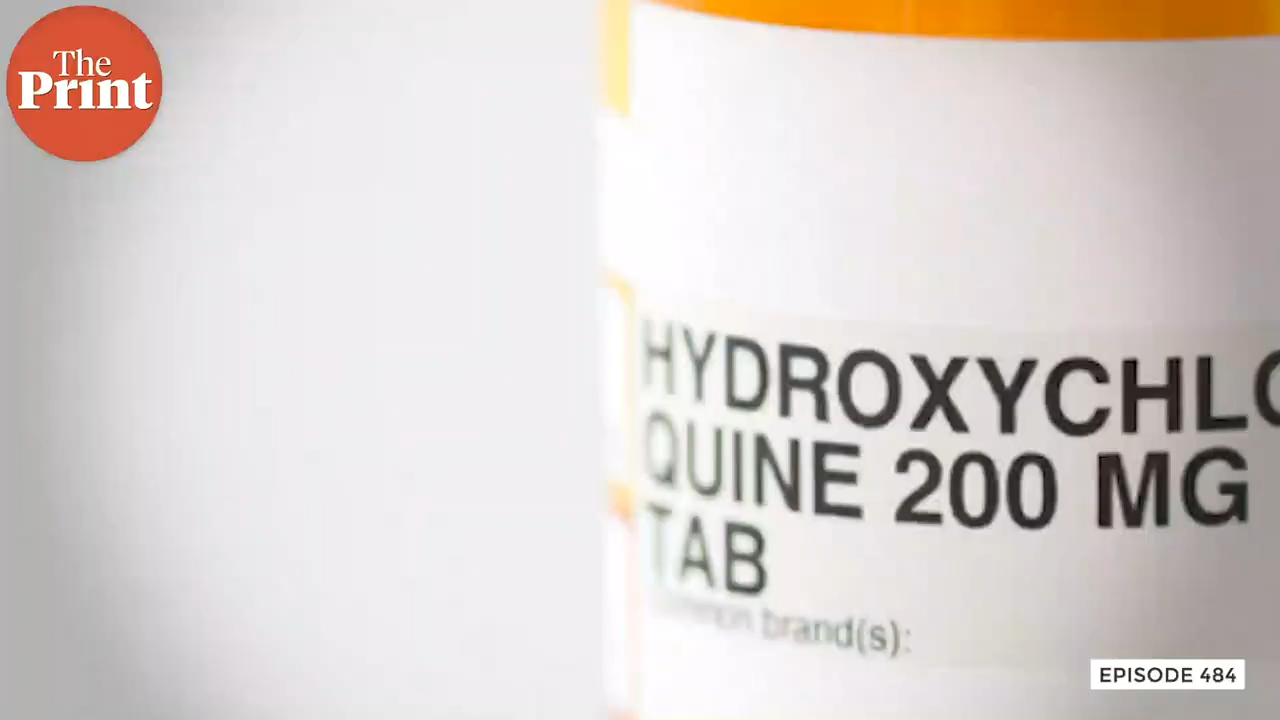 The
Print
HYDROXYCHLO
QUINE 200 MG
TAB
brand(s):
EPISODE 484